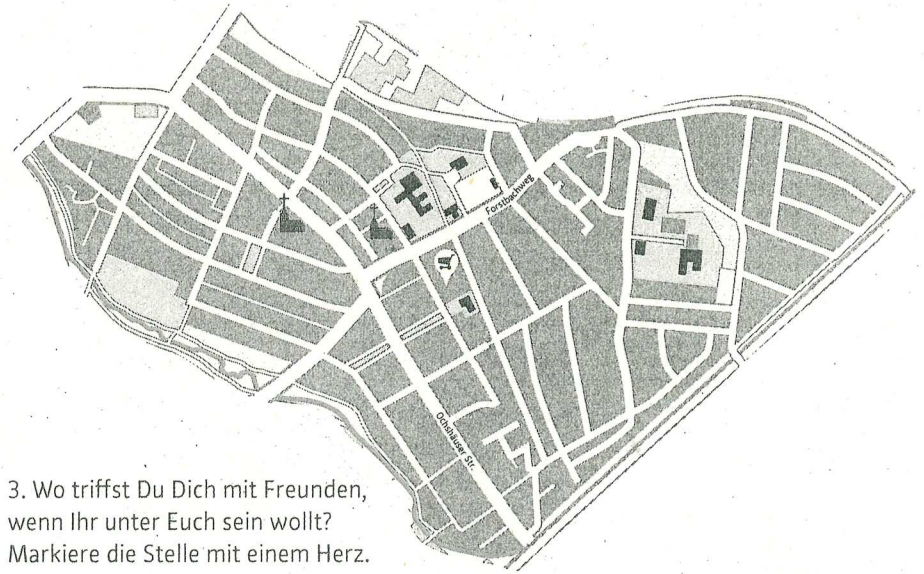 Forstbachweg
Ochshäuser Str.
3. Wo triffst Du Dich mit Freunden,
wenn Ihr unter Euch sein wollt?
Markiere die Stelle mit einem Herz.